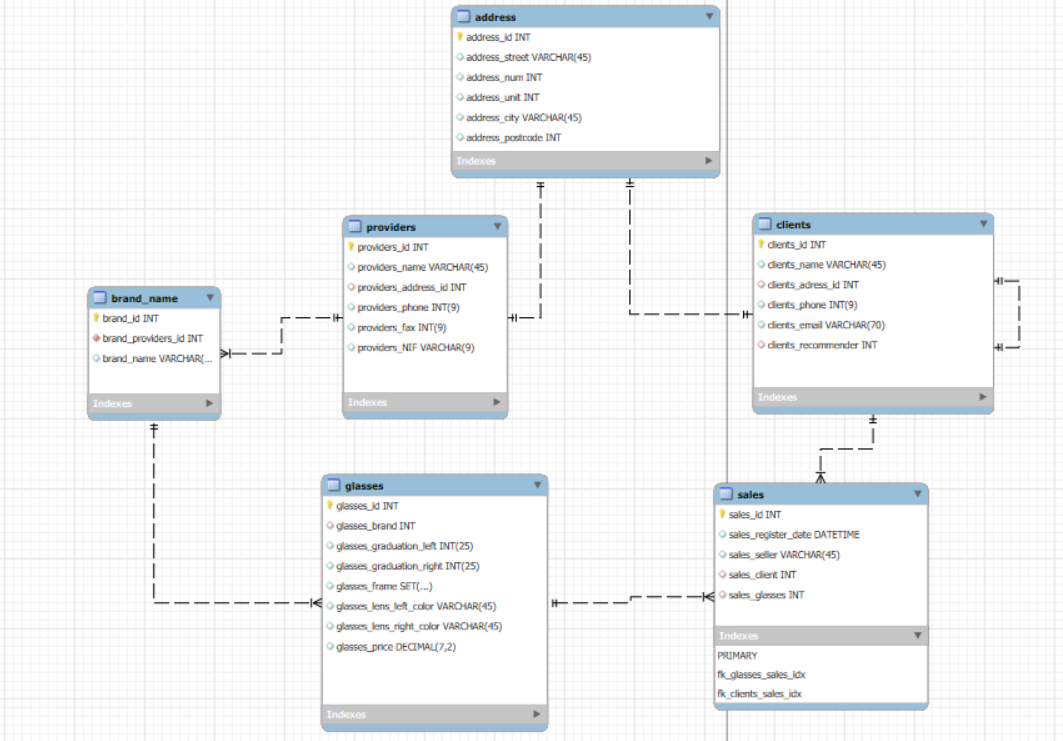 address
address_id INT
address_street VARCHAR(45)
address_num INT
address_unit INT
address_city VARCHAR(45)
address_postcode INT
Indexes
providers
providers_id INT
providers_name VARCHAR(45)
providers_address_id INT
providers_phone INT(9)
providers_fax INT(9)
providers_NIF VARCHAR(9)
Indexes
clients
clients_id INT
clients_name VARCHAR(45)
clients_adress_id INT
clients_phone INT(9)
clients_email VARCHAR(70)
clients_recommender INT
Indexes
brand_name
brand_id INT
brand_providers_id INT
brand_name VARCHAR(...
Indexes
glasses
glasses_id INT
glasses_brand INT
glasses_graduation_left INT(25)
glasses_graduation_right INT(25)
glasses_frame SET(...)
glasses_lens_left_color VARCHAR(45)
glasses_lens_right_color VARCHAR(45)
glasses_price DECIMAL(7,2)
Indexes
sales
sales_id INT
sales_register_date DATETIME
sales_seller VARCHAR(45)
sales_client INT
sales_glasses INT
Indexes
PRIMARY
fk_glasses_sales_idx
fk_clients_sales_idx